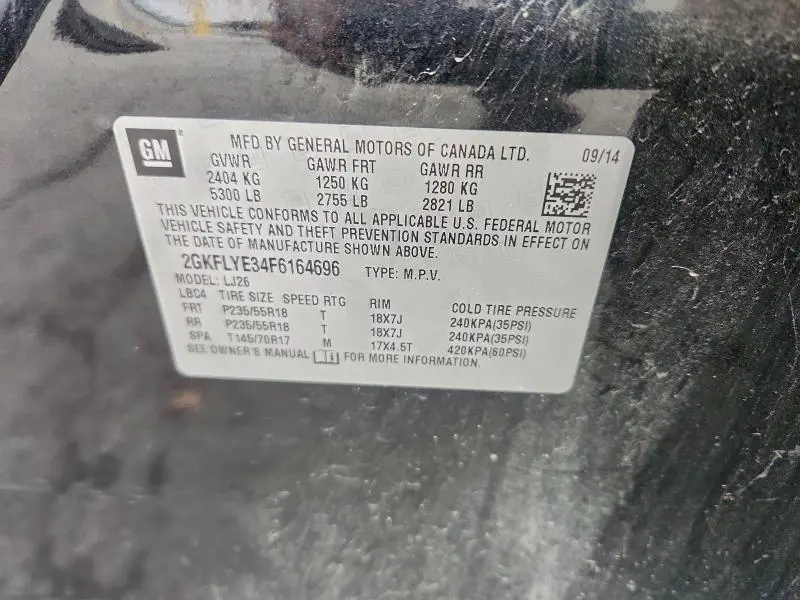 GM
MFD BY GENERAL MOTORS OF CANADA LTD. 09/14
GVWR GAWR FRT GAWR RR
2404 KG 1250 KG 1280 KG
5300 LB 2755 LB 2821 LB
THIS VEHICLE CONFORMS TO ALL APPLICABLE U.S. FEDERAL MOTOR
VEHICLE SAFETY AND THEFT PREVENTION STANDARDS IN EFFECT ON
THE DATE OF MANUFACTURE SHOWN ABOVE.
2GKFLYE34F6164696 TYPE: M.P.V.
MODEL: LJ26
LBC4 TIRE SIZE SPEED RTG RIM COLD TIRE PRESSURE
FRT P235/55R18 T 18X7J 240KPA(35PSI)
RR P235/55R18 T 18X7J 240KPA(35PSI)
SPA T145/70R17 M 17X4.5T 420KPA(60PSI)
SEE OWNER'S MANUAL FOR MORE INFORMATION.